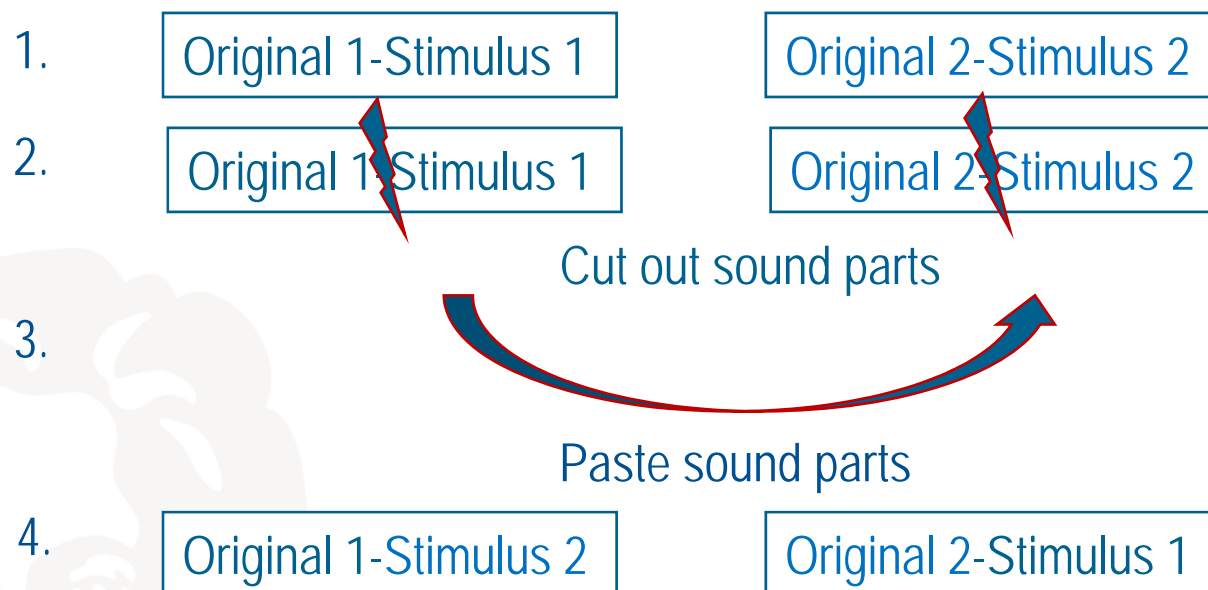 1. Original 1-Stimulus 1 Original 2-Stimulus 2
2. Original 1-Stimulus 1 Original 2-Stimulus 2
Cut out sound parts
3.
Paste sound parts
4. Original 1-Stimulus 2 Original 2-Stimulus 1